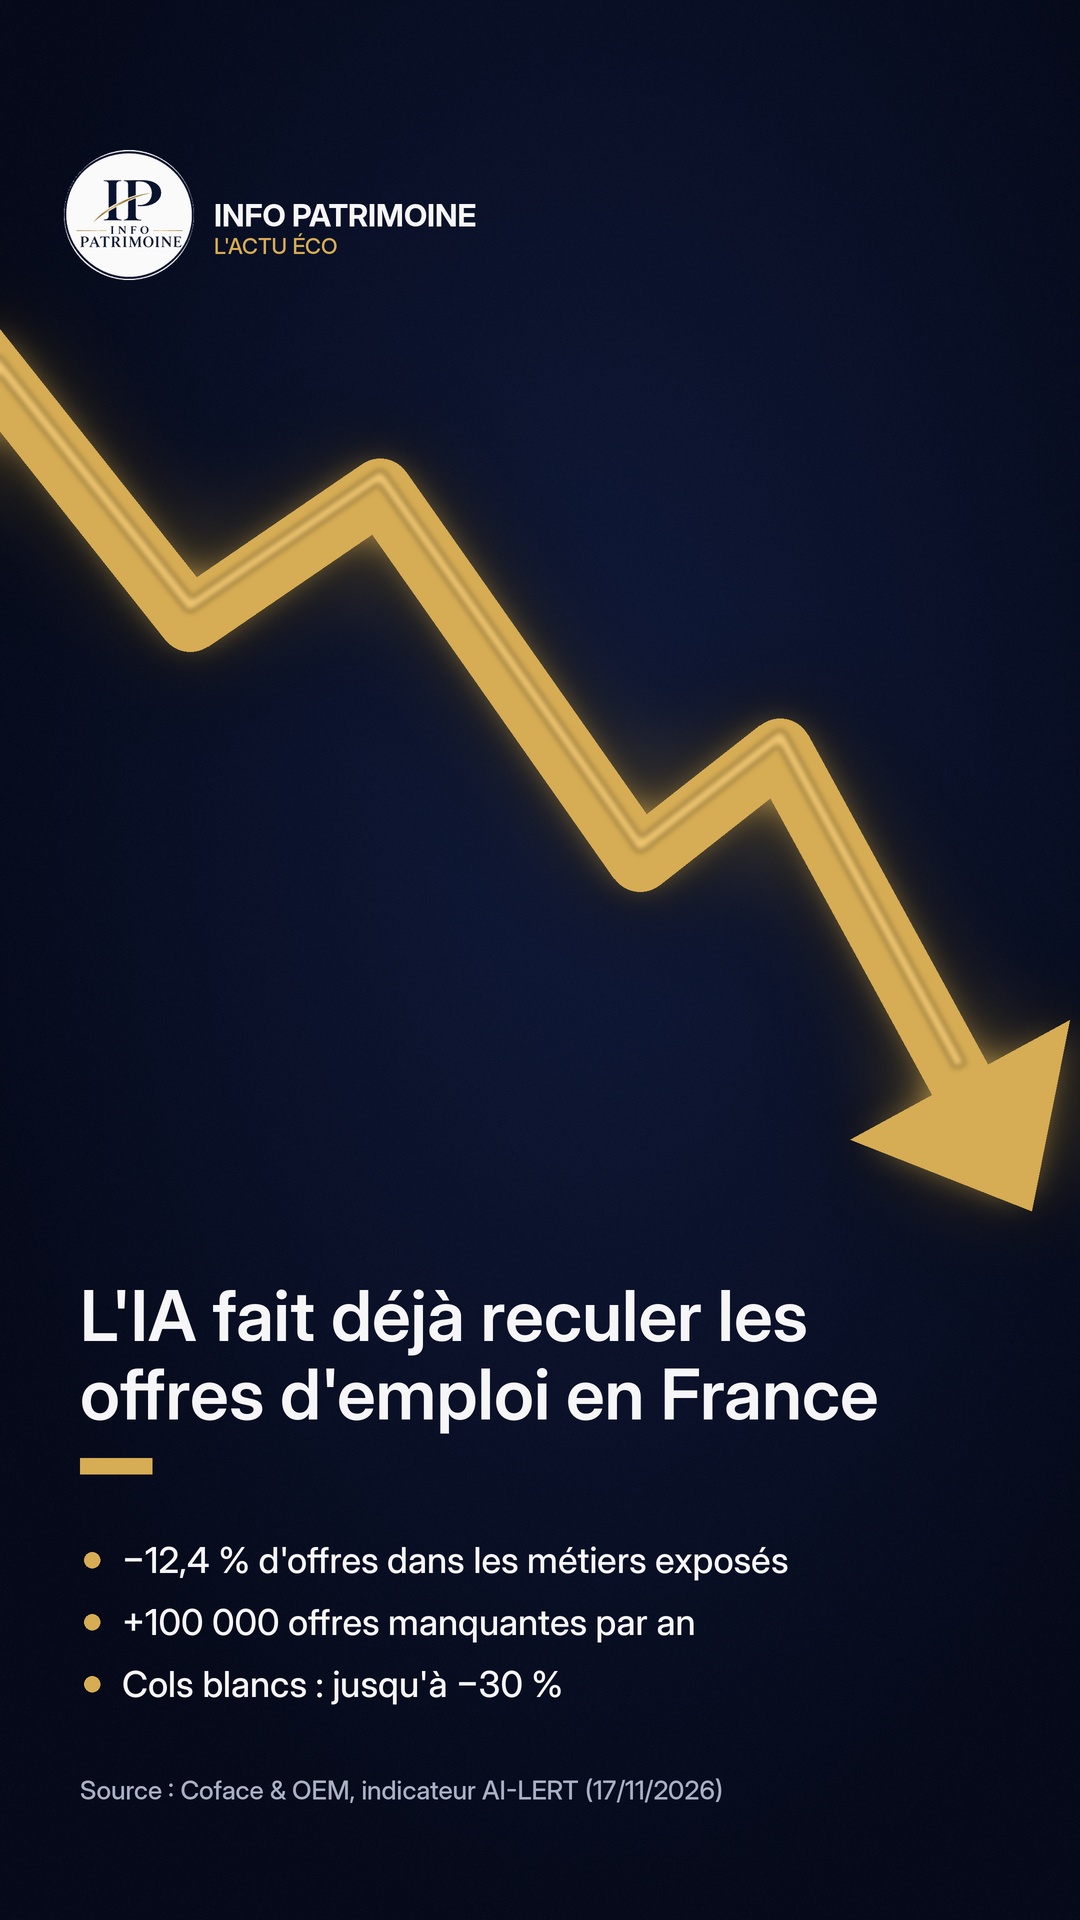 IP
INFO
PATRIMOINE
INFO PATRIMOINE
L'ACTU ÉCO
L'IA fait déjà reculer les
offres d'emploi en France
−12,4 % d'offres dans les métiers exposés
+100 000 offres manquantes par an
Cols blancs : jusqu'à −30 %
Source : Coface & OEM, indicateur AI-LERT (17/11/2026)